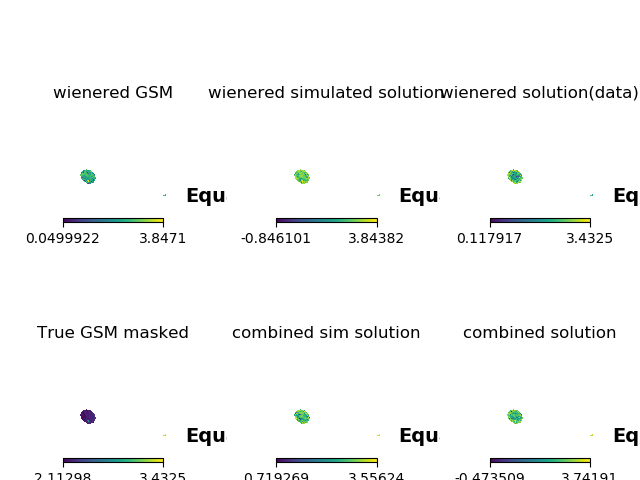 wienered GSM wienered simulated solution wienered solution(data)
Equ Equ Eq
0.0499922 3.8471 -0.846101 3.84382 0.117917 3.4325
True GSM masked combined sim solution combined solution
Equ Equ Eq
2.11298 3.4325 0.719269 3.55624 -0.473509 3.74191